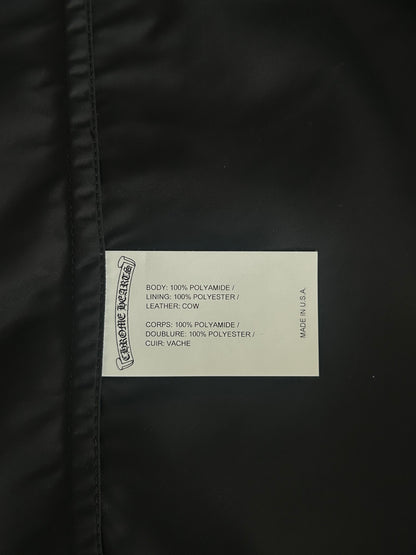 CHROME HEARTS
BODY: 100% POLYAMIDE /
LINING: 100% POLYESTER /
LEATHER: COW
CORPS: 100% POLYAMIDE /
DOUBLURE: 100% POLYESTER /
CUIR: VACHE
MADE IN U.S.A.